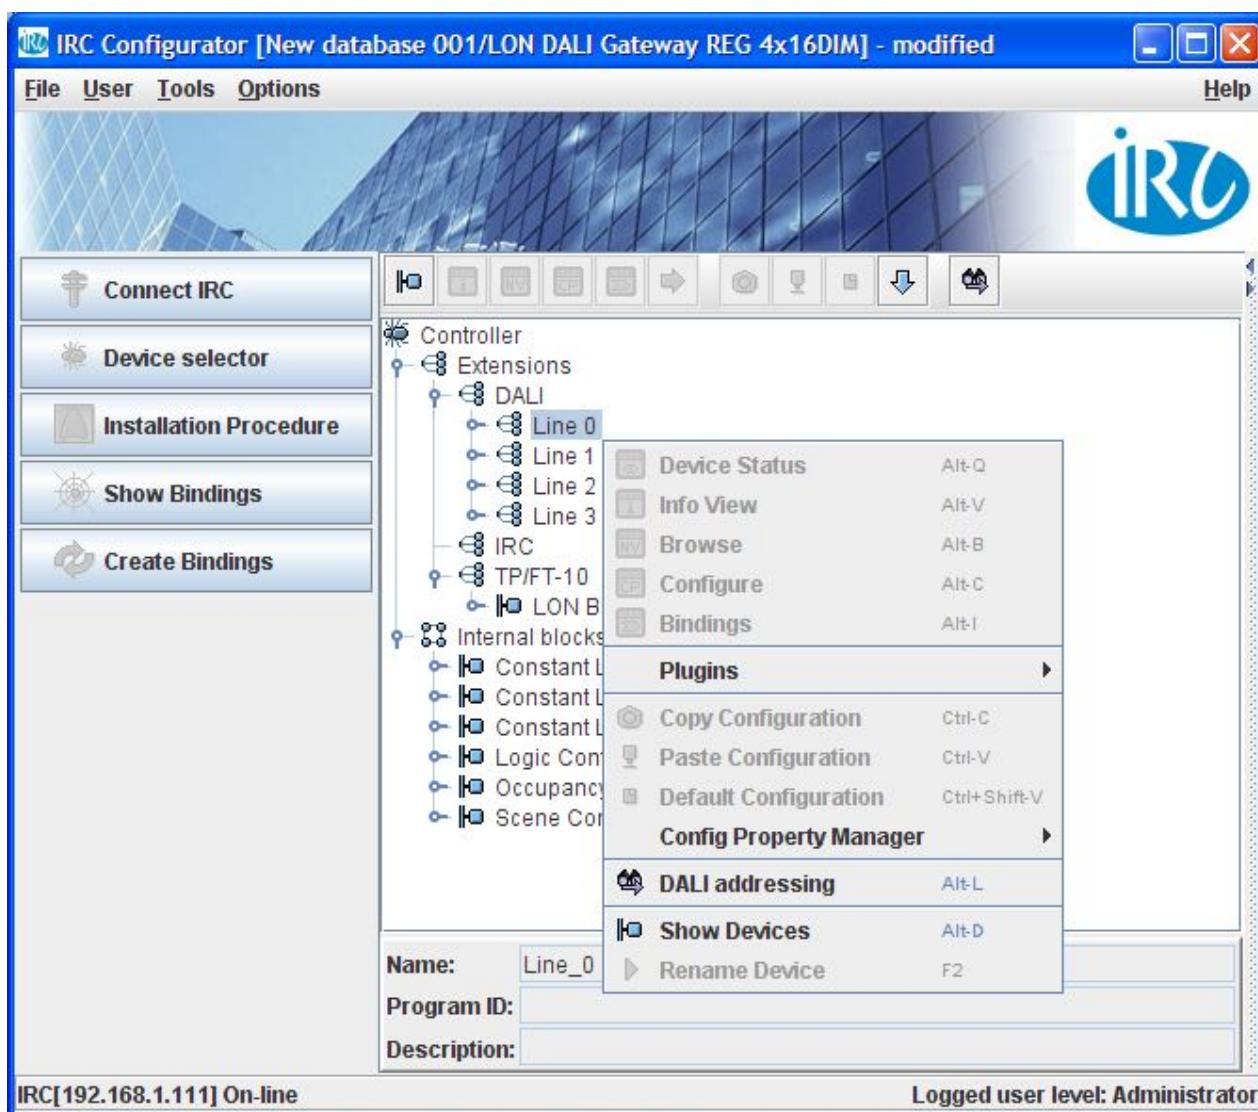 IRC Configurator [New database 001/LON DALI Gateway REG 4x16DIM] - modified
File User Tools Options Help
iRC
Connect IRC
Device selector
Installation Procedure
Show Bindings
Create Bindings
Controller
Extensions
DALI
Line 0
Line 1
Line 2
Line 3
IRC
TP/FT-10
LON B
Internal blocks
Constant L
Constant L
Constant L
Logic Con
Occupancy
Scene Cor
Device Status Alt-Q
Info View Alt-V
Browse Alt-B
Configure Alt-C
Bindings Alt-I
Plugins
Copy Configuration Ctrl-C
Paste Configuration Ctrl-V
Default Configuration Ctrl+Shift-V
Config Property Manager
DALI addressing Alt-L
Show Devices Alt-D
Rename Device F2
Name: Line_0
Program ID:
Description:
IRC[192.168.1.111] On-line Logged user level: Administrator